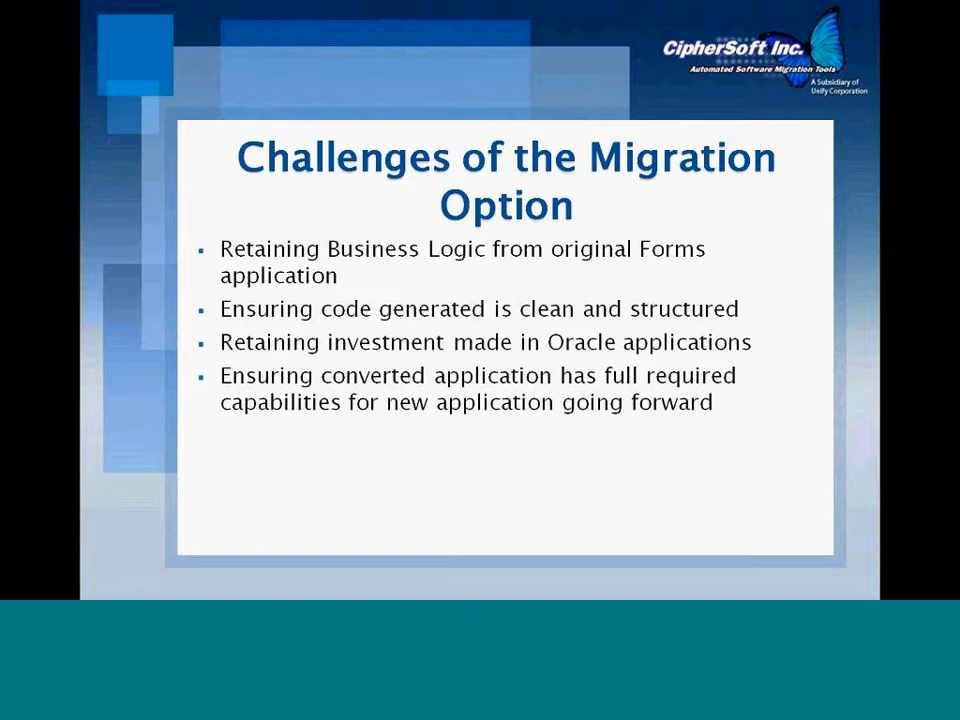 CipherSoft Inc.
Automated Software Migration Tools
A Subsidiary of
Unify Corporation
Challenges of the Migration
Option
▪ Retaining Business Logic from original Forms
application
▪ Ensuring code generated is clean and structured
▪ Retaining investment made in Oracle applications
▪ Ensuring converted application has full required
capabilities for new application going forward